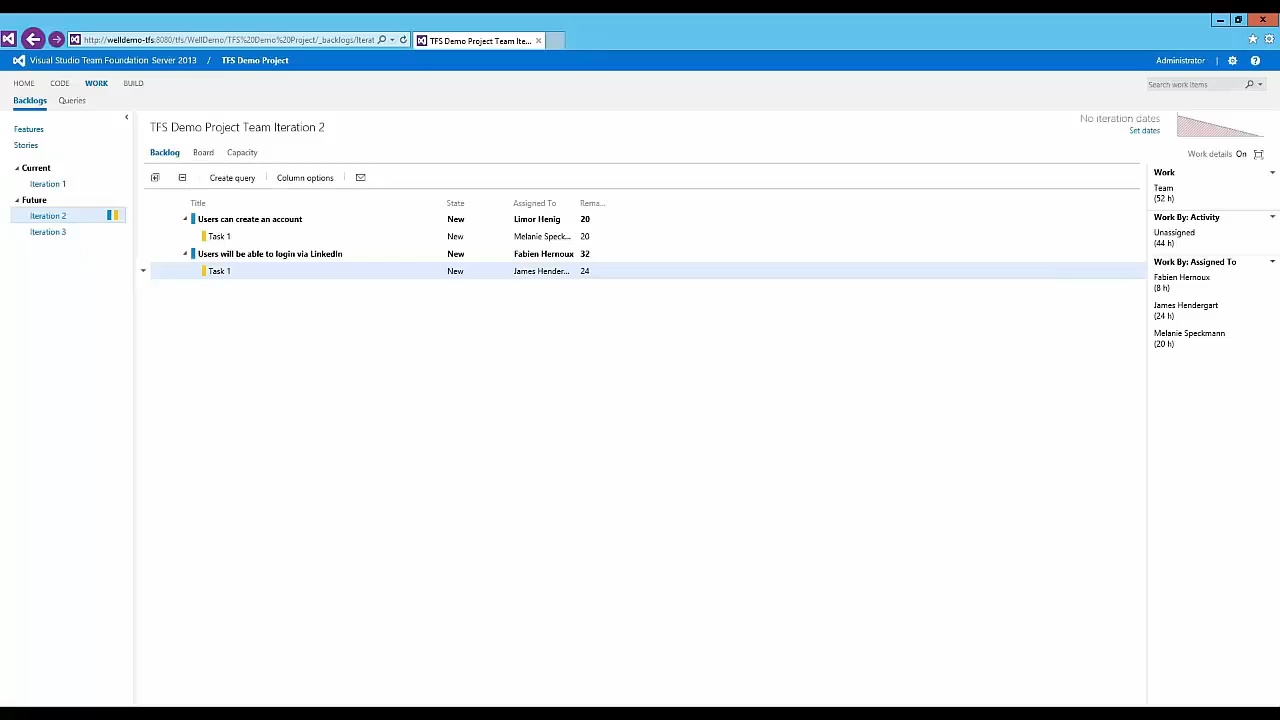 http://welldemo-tfs:8080/tfs/WellDemo/TFS%20Demo%20Project/_backlogs/Iterat
TFS Demo Project Team Ite...
Visual Studio Team Foundation Server 2013 / TFS Demo Project
Administrator
HOME CODE WORK BUILD
Search work items
Backlogs Queries
Features
Stories
Current
Iteration 1
Future
Iteration 2
Iteration 3
TFS Demo Project Team Iteration 2
No iteration dates
Set dates
Backlog Board Capacity
Work details On
Create query Column options
Title State Assigned To Rema...
Users can create an account New Limor Henig 20
Task 1 New Melanie Speck... 20
Users will be able to login via LinkedIn New Fabien Hernoux 32
Task 1 New James Hender... 24
Work
Team
(52 h)
Work By: Activity
Unassigned
(44 h)
Work By: Assigned To
Fabien Hernoux
(8 h)
James Hendergart
(24 h)
Melanie Speckmann
(20 h)